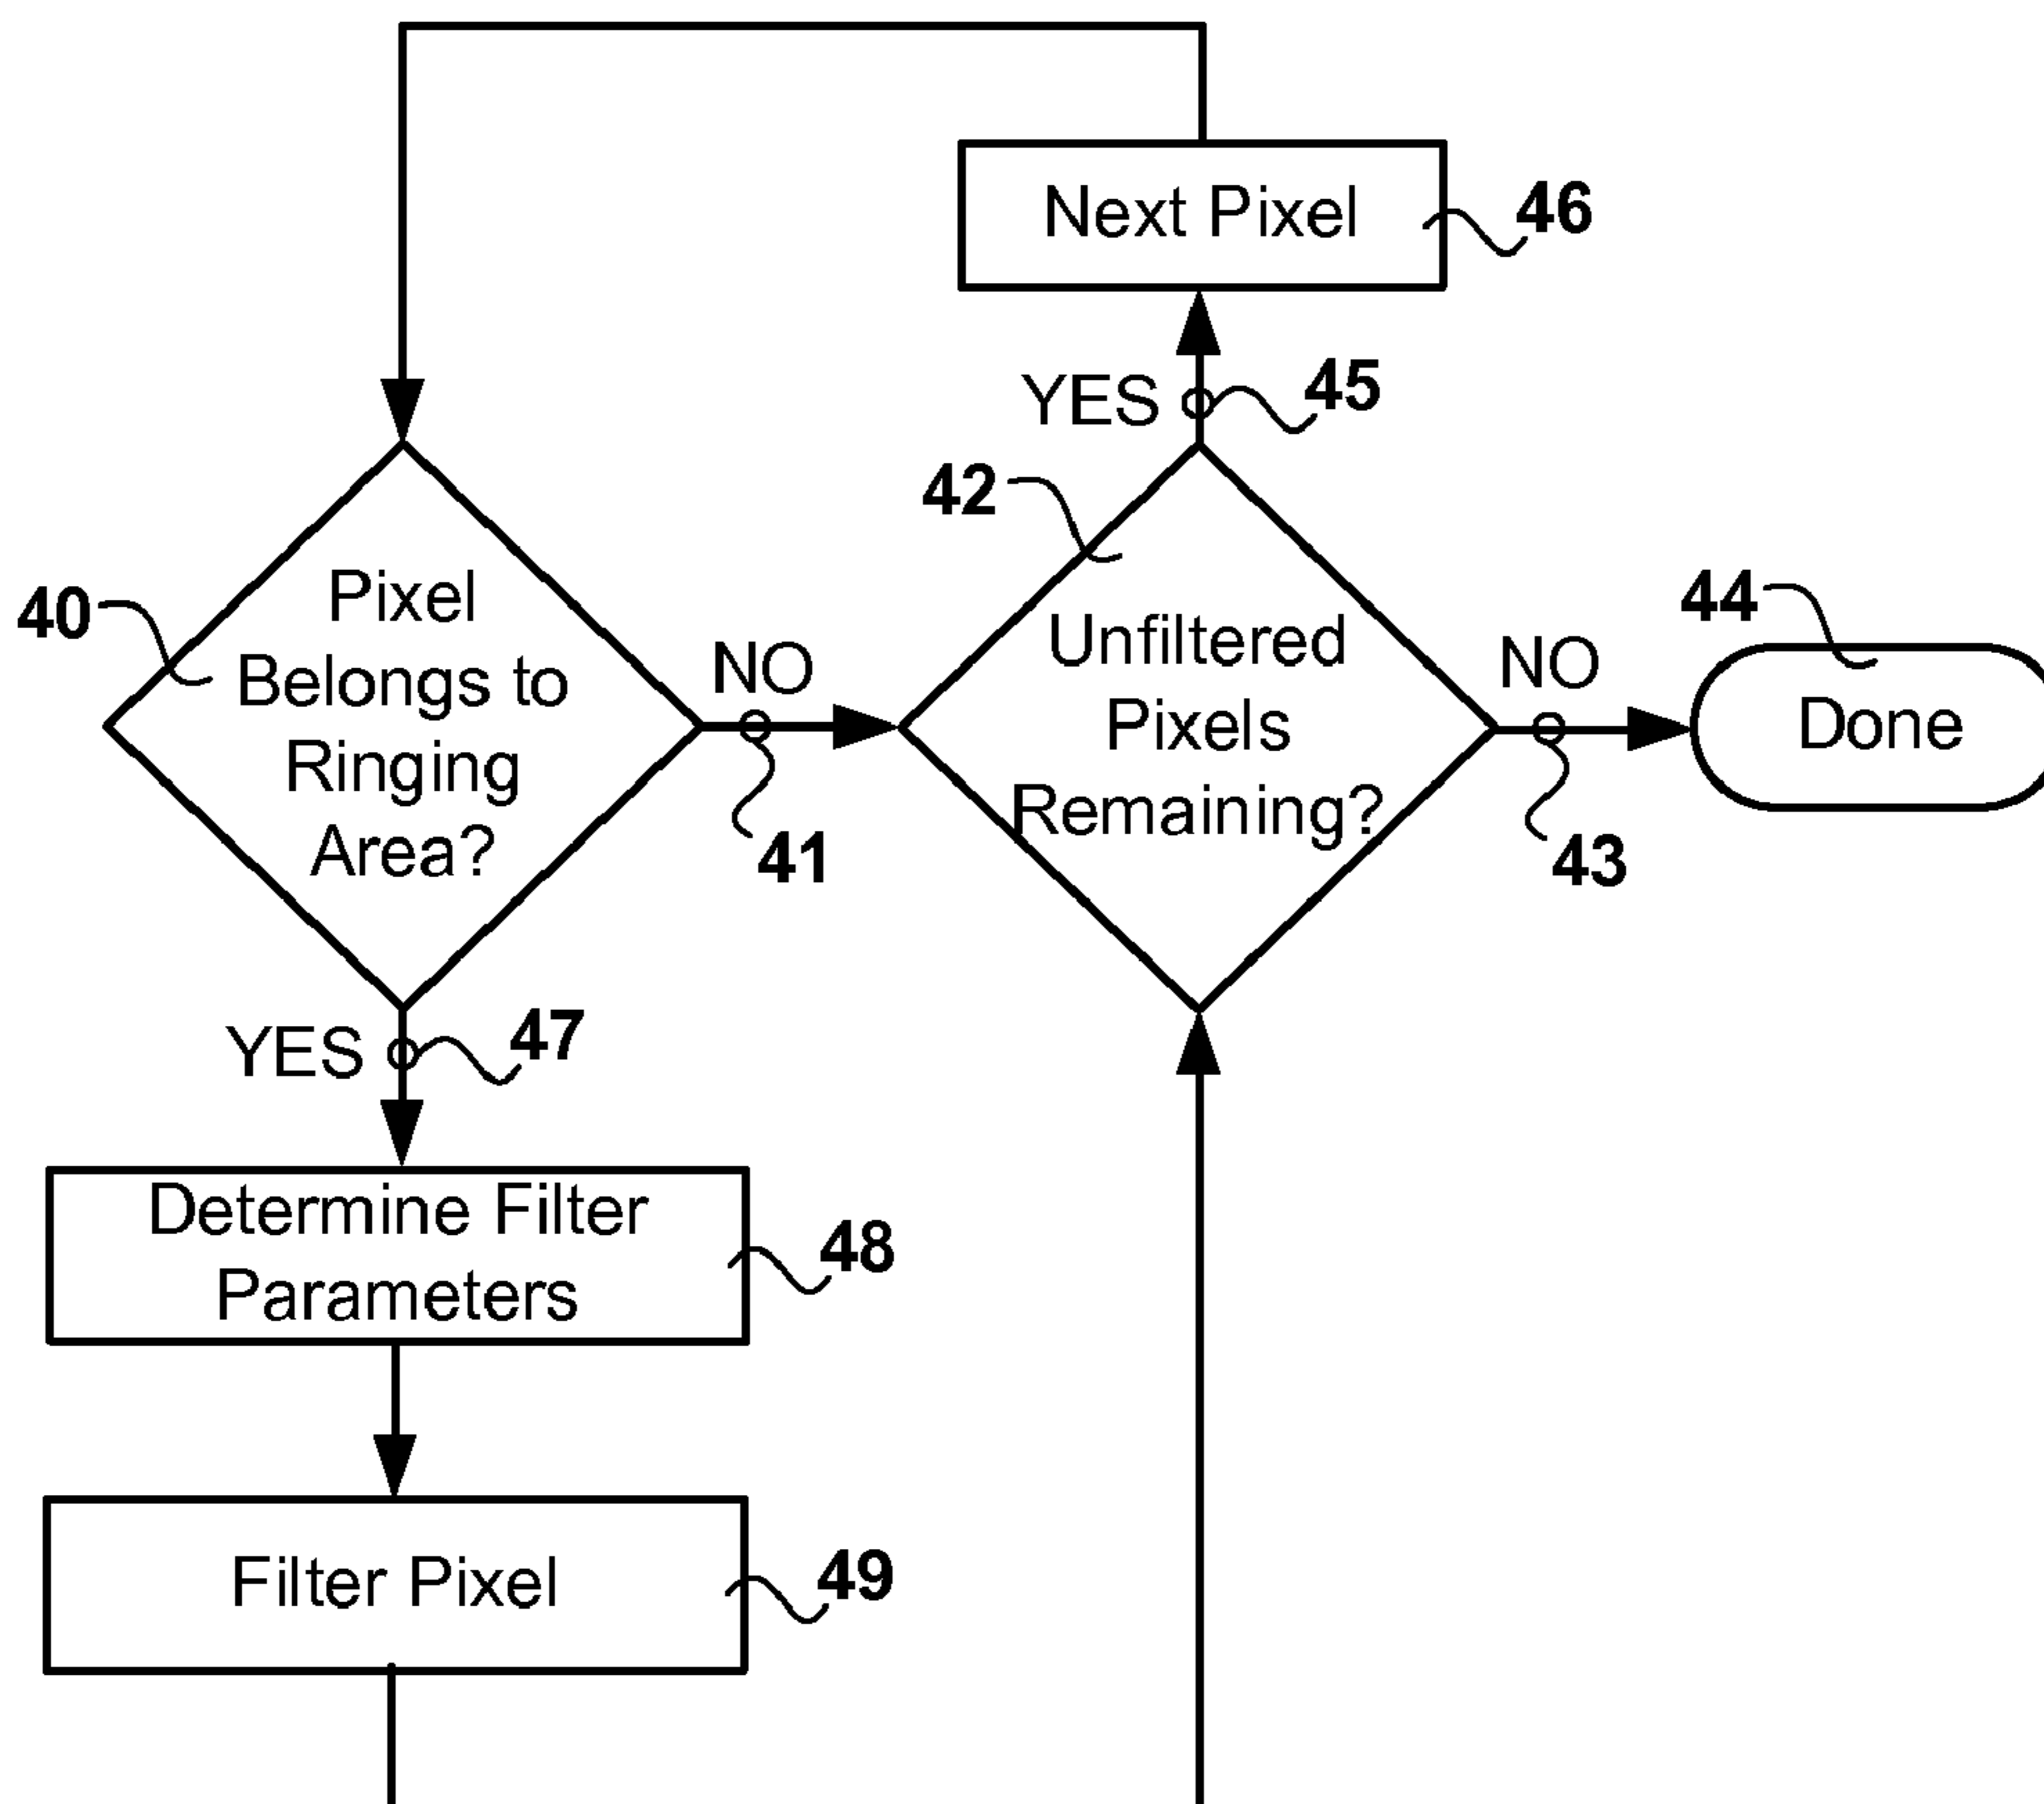 Next Pixel
46
YES
45
42
40
Pixel
Belongs to
Ringing
Area?
NO
41
Unfiltered
Pixels
Remaining?
NO
43
44
Done
YES
47
Determine Filter
Parameters
48
Filter Pixel
49